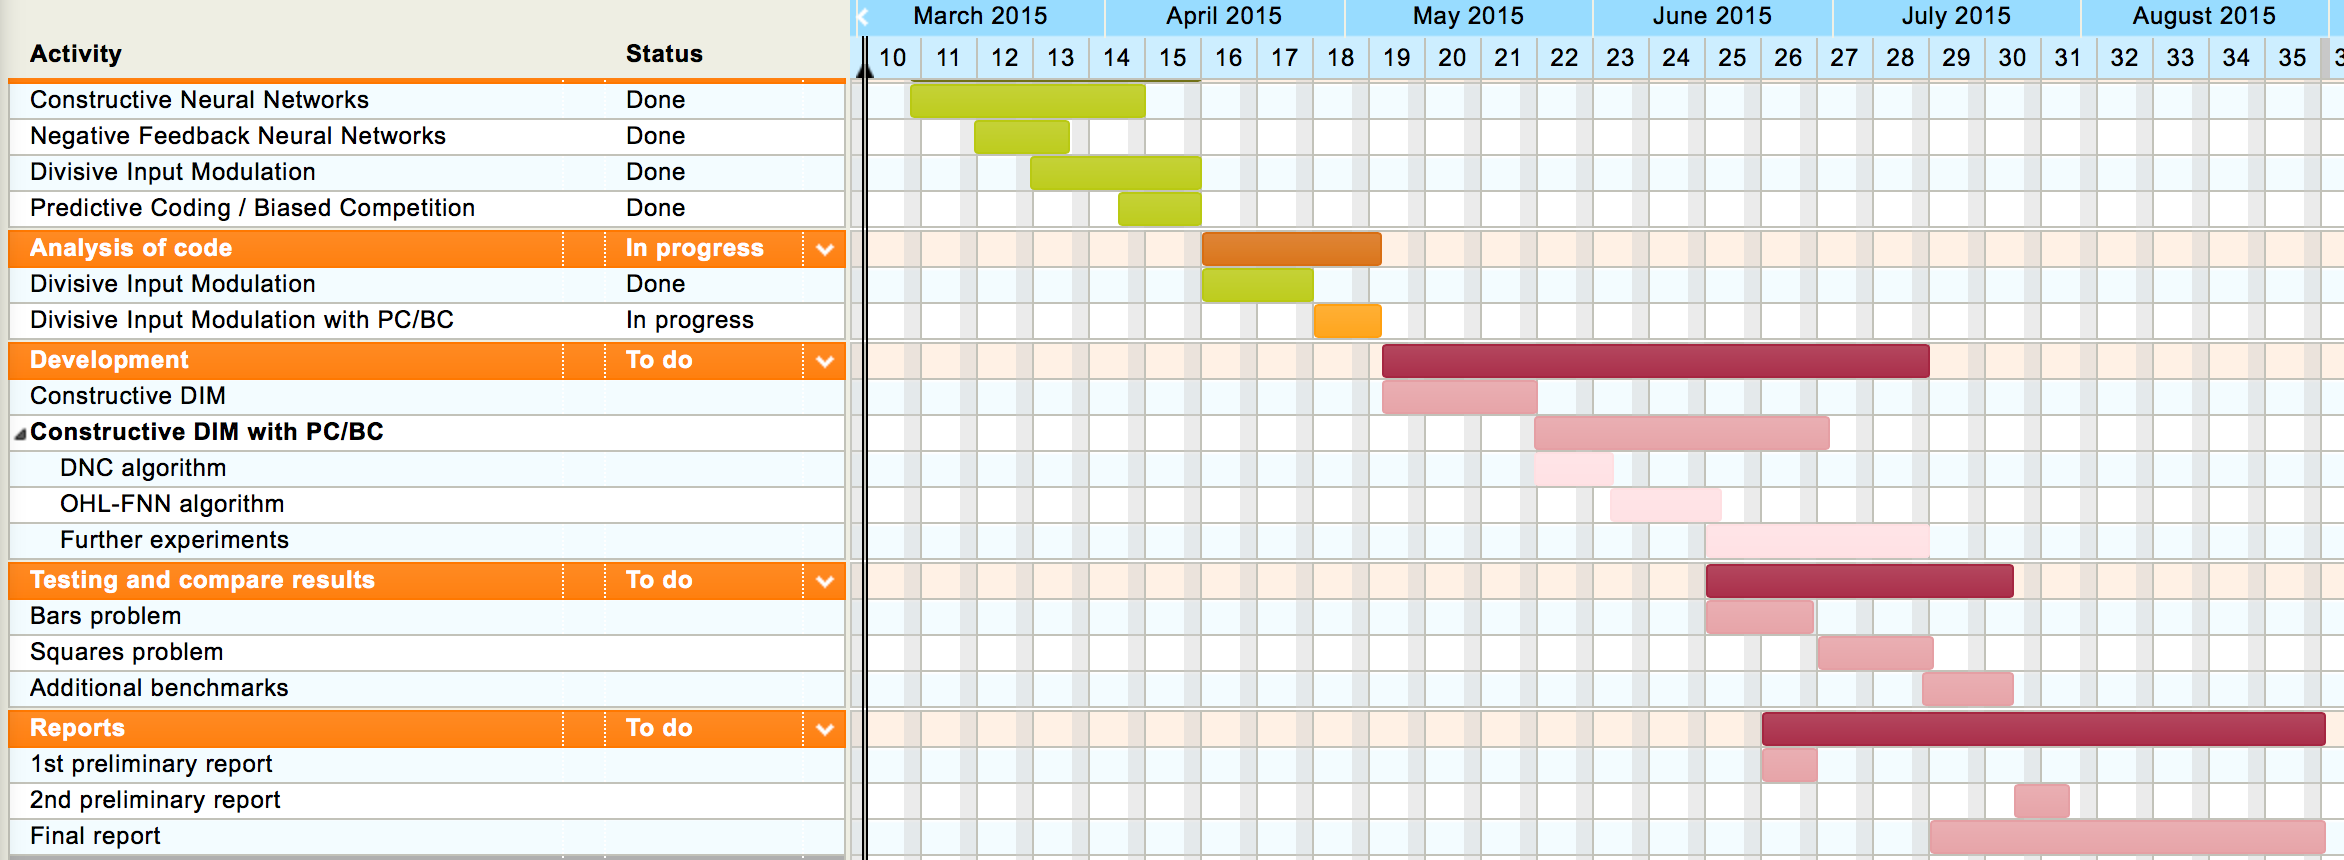 March 2015 April 2015 May 2015 June 2015 July 2015 August 2015
Activity Status 10 11 12 13 14 15 16 17 18 19 20 21 22 23 24 25 26 27 28 29 30 31 32 33 34 35
Constructive Neural Networks Done
Negative Feedback Neural Networks Done
Divisive Input Modulation Done
Predictive Coding / Biased Competition Done
Analysis of code In progress
Divisive Input Modulation Done
Divisive Input Modulation with PC/BC In progress
Development To do
Constructive DIM
Constructive DIM with PC/BC
DNC algorithm
OHL-FNN algorithm
Further experiments
Testing and compare results To do
Bars problem
Squares problem
Additional benchmarks
Reports To do
1st preliminary report
2nd preliminary report
Final report